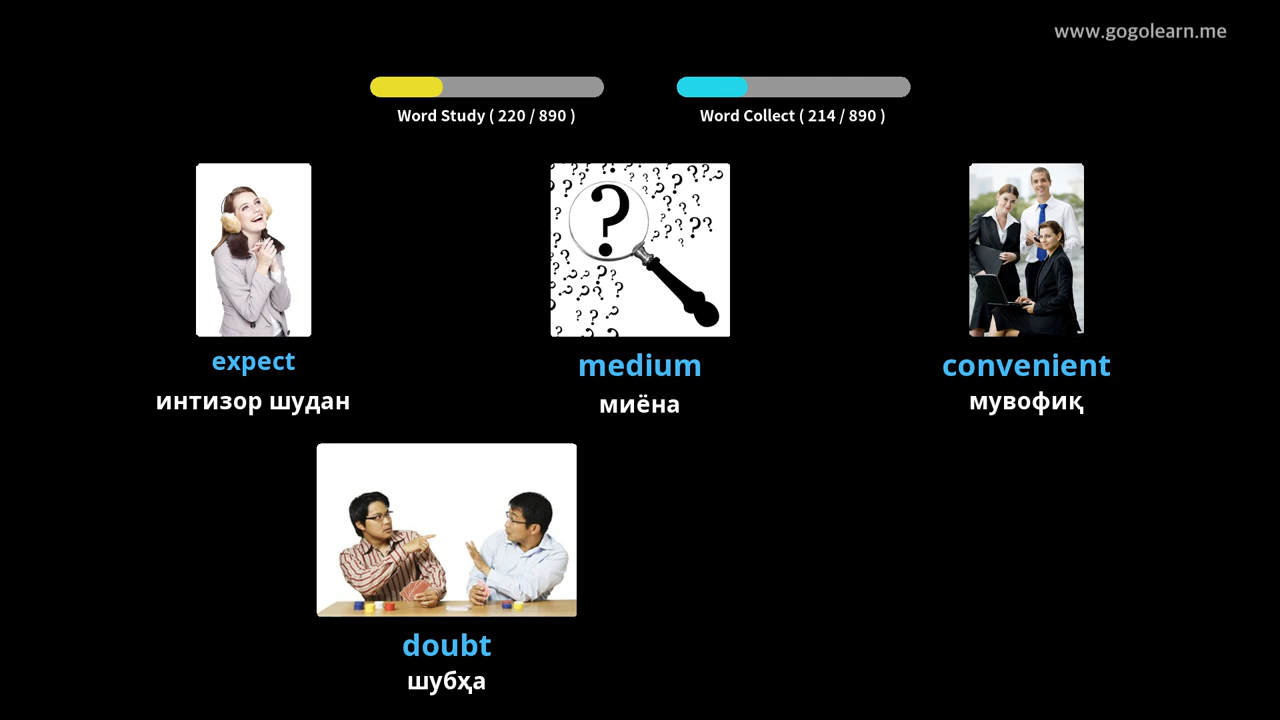 www.gogolearn.me
Word Study ( 220 / 890 )
Word Collect ( 214 / 890 )
expect
medium
convenient
интизор шудан
миёна
мувофиқ
doubt
шубҳа